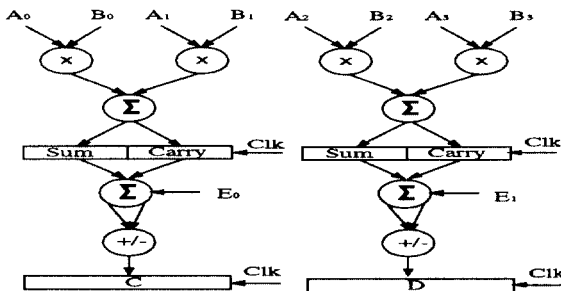 A₀ B₀ A₁ B₁ A₂ B₂ A₃ B₃
× × × ×
Σ Σ
Sum Carry Clk Sum Carry Clk
Σ E₀ Σ E₁
+/- +/-
C Clk D Clk